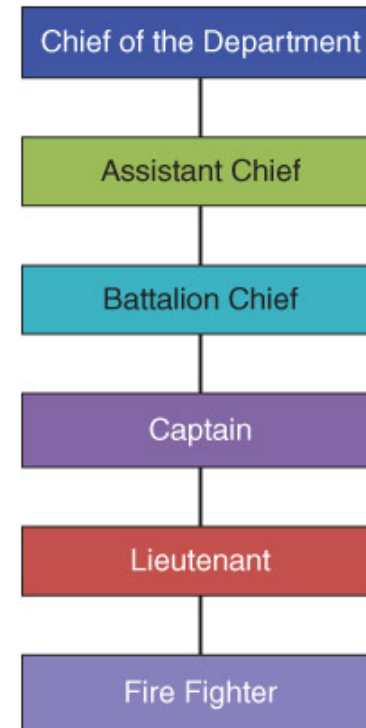 Chief of the Department
Assistant Chief
Battalion Chief
Captain
Lieutenant
Fire Fighter